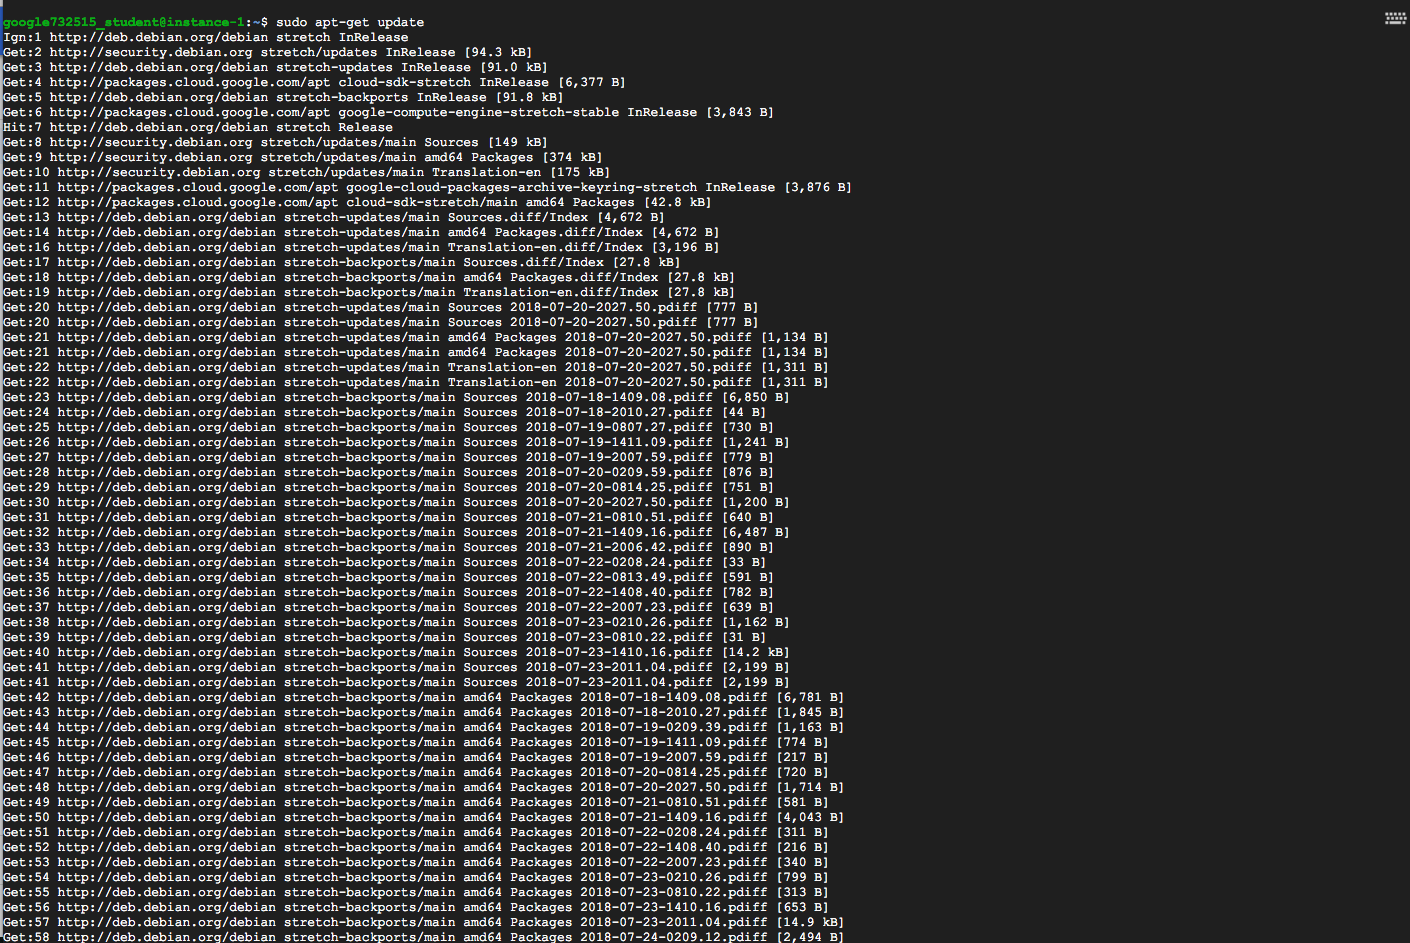 google732515_student@instance-1:~$ sudo apt-get update
Ign:1 http://deb.debian.org/debian stretch InRelease
Get:2 http://security.debian.org stretch/updates InRelease [94.3 kB]
Get:3 http://deb.debian.org/debian stretch-updates InRelease [91.0 kB]
Get:4 http://packages.cloud.google.com/apt cloud-sdk-stretch InRelease [6,377 B]
Get:5 http://deb.debian.org/debian stretch-backports InRelease [91.8 kB]
Get:6 http://packages.cloud.google.com/apt google-compute-engine-stretch-stable InRelease [3,843 B]
Hit:7 http://deb.debian.org/debian stretch Release
Get:8 http://security.debian.org stretch/updates/main Sources [149 kB]
Get:9 http://security.debian.org stretch/updates/main amd64 Packages [374 kB]
Get:10 http://security.debian.org stretch/updates/main Translation-en [175 kB]
Get:11 http://packages.cloud.google.com/apt google-cloud-packages-archive-keyring-stretch InRelease [3,876 B]
Get:12 http://packages.cloud.google.com/apt cloud-sdk-stretch/main amd64 Packages [42.8 kB]
Get:13 http://deb.debian.org/debian stretch-updates/main Sources.diff/Index [4,672 B]
Get:14 http://deb.debian.org/debian stretch-updates/main amd64 Packages.diff/Index [4,672 B]
Get:16 http://deb.debian.org/debian stretch-updates/main Translation-en.diff/Index [3,196 B]
Get:17 http://deb.debian.org/debian stretch-backports/main Sources.diff/Index [27.8 kB]
Get:18 http://deb.debian.org/debian stretch-backports/main amd64 Packages.diff/Index [27.8 kB]
Get:19 http://deb.debian.org/debian stretch-backports/main Translation-en.diff/Index [27.8 kB]
Get:20 http://deb.debian.org/debian stretch-updates/main Sources 2018-07-20-2027.50.pdiff [777 B]
Get:20 http://deb.debian.org/debian stretch-updates/main Sources 2018-07-20-2027.50.pdiff [777 B]
Get:21 http://deb.debian.org/debian stretch-updates/main amd64 Packages 2018-07-20-2027.50.pdiff [1,134 B]
Get:21 http://deb.debian.org/debian stretch-updates/main amd64 Packages 2018-07-20-2027.50.pdiff [1,134 B]
Get:22 http://deb.debian.org/debian stretch-updates/main Translation-en 2018-07-20-2027.50.pdiff [1,311 B]
Get:22 http://deb.debian.org/debian stretch-updates/main Translation-en 2018-07-20-2027.50.pdiff [1,311 B]
Get:23 http://deb.debian.org/debian stretch-backports/main Sources 2018-07-18-1409.08.pdiff [6,850 B]
Get:24 http://deb.debian.org/debian stretch-backports/main Sources 2018-07-18-2010.27.pdiff [44 B]
Get:25 http://deb.debian.org/debian stretch-backports/main Sources 2018-07-19-0807.27.pdiff [730 B]
Get:26 http://deb.debian.org/debian stretch-backports/main Sources 2018-07-19-1411.09.pdiff [1,241 B]
Get:27 http://deb.debian.org/debian stretch-backports/main Sources 2018-07-19-2007.59.pdiff [779 B]
Get:28 http://deb.debian.org/debian stretch-backports/main Sources 2018-07-20-0209.59.pdiff [876 B]
Get:29 http://deb.debian.org/debian stretch-backports/main Sources 2018-07-20-0814.25.pdiff [751 B]
Get:30 http://deb.debian.org/debian stretch-backports/main Sources 2018-07-20-2027.50.pdiff [1,200 B]
Get:31 http://deb.debian.org/debian stretch-backports/main Sources 2018-07-21-0810.51.pdiff [640 B]
Get:32 http://deb.debian.org/debian stretch-backports/main Sources 2018-07-21-1409.16.pdiff [6,487 B]
Get:33 http://deb.debian.org/debian stretch-backports/main Sources 2018-07-21-2006.42.pdiff [890 B]
Get:34 http://deb.debian.org/debian stretch-backports/main Sources 2018-07-22-0208.24.pdiff [33 B]
Get:35 http://deb.debian.org/debian stretch-backports/main Sources 2018-07-22-0813.49.pdiff [591 B]
Get:36 http://deb.debian.org/debian stretch-backports/main Sources 2018-07-22-1408.40.pdiff [782 B]
Get:37 http://deb.debian.org/debian stretch-backports/main Sources 2018-07-22-2007.23.pdiff [639 B]
Get:38 http://deb.debian.org/debian stretch-backports/main Sources 2018-07-23-0210.26.pdiff [1,162 B]
Get:39 http://deb.debian.org/debian stretch-backports/main Sources 2018-07-23-0810.22.pdiff [31 B]
Get:40 http://deb.debian.org/debian stretch-backports/main Sources 2018-07-23-1410.16.pdiff [14.2 kB]
Get:41 http://deb.debian.org/debian stretch-backports/main Sources 2018-07-23-2011.04.pdiff [2,199 B]
Get:41 http://deb.debian.org/debian stretch-backports/main Sources 2018-07-23-2011.04.pdiff [2,199 B]
Get:42 http://deb.debian.org/debian stretch-backports/main amd64 Packages 2018-07-18-1409.08.pdiff [6,781 B]
Get:43 http://deb.debian.org/debian stretch-backports/main amd64 Packages 2018-07-18-2010.27.pdiff [1,845 B]
Get:44 http://deb.debian.org/debian stretch-backports/main amd64 Packages 2018-07-19-0209.39.pdiff [1,163 B]
Get:45 http://deb.debian.org/debian stretch-backports/main amd64 Packages 2018-07-19-1411.09.pdiff [774 B]
Get:46 http://deb.debian.org/debian stretch-backports/main amd64 Packages 2018-07-19-2007.59.pdiff [217 B]
Get:47 http://deb.debian.org/debian stretch-backports/main amd64 Packages 2018-07-20-0814.25.pdiff [720 B]
Get:48 http://deb.debian.org/debian stretch-backports/main amd64 Packages 2018-07-20-2027.50.pdiff [1,714 B]
Get:49 http://deb.debian.org/debian stretch-backports/main amd64 Packages 2018-07-21-0810.51.pdiff [581 B]
Get:50 http://deb.debian.org/debian stretch-backports/main amd64 Packages 2018-07-21-1409.16.pdiff [4,043 B]
Get:51 http://deb.debian.org/debian stretch-backports/main amd64 Packages 2018-07-22-0208.24.pdiff [311 B]
Get:52 http://deb.debian.org/debian stretch-backports/main amd64 Packages 2018-07-22-1408.40.pdiff [216 B]
Get:53 http://deb.debian.org/debian stretch-backports/main amd64 Packages 2018-07-22-2007.23.pdiff [340 B]
Get:54 http://deb.debian.org/debian stretch-backports/main amd64 Packages 2018-07-23-0210.26.pdiff [799 B]
Get:55 http://deb.debian.org/debian stretch-backports/main amd64 Packages 2018-07-23-0810.22.pdiff [313 B]
Get:56 http://deb.debian.org/debian stretch-backports/main amd64 Packages 2018-07-23-1410.16.pdiff [653 B]
Get:57 http://deb.debian.org/debian stretch-backports/main amd64 Packages 2018-07-23-2011.04.pdiff [14.9 kB]
Get:58 http://deb.debian.org/debian stretch-backports/main amd64 Packages 2018-07-24-0209.12.pdiff [2,494 B]